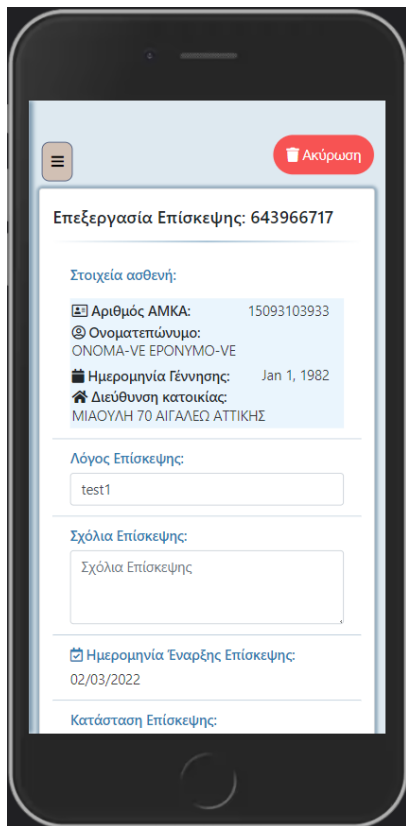 Ακύρωση
Επεξεργασία Επίσκεψης: 643966717
Στοιχεία ασθενή:
Αριθμός ΑΜΚΑ: 15093103933
Ονοματεπώνυμο:
ΟΝΟΜΑ-VE ΕΡΟΝΥΜΟ-VE
Ημερομηνία Γέννησης: Jan 1, 1982
Διεύθυνση κατοικίας:
ΜΙΑΟΥΛΗ 70 ΑΙΓΑΛΕΩ ΑΤΤΙΚΗΣ
Λόγος Επίσκεψης:
test1
Σχόλια Επίσκεψης:
Σχόλια Επίσκεψης
Ημερομηνία Έναρξης Επίσκεψης:
02/03/2022
Κατάσταση Επίσκεψης: